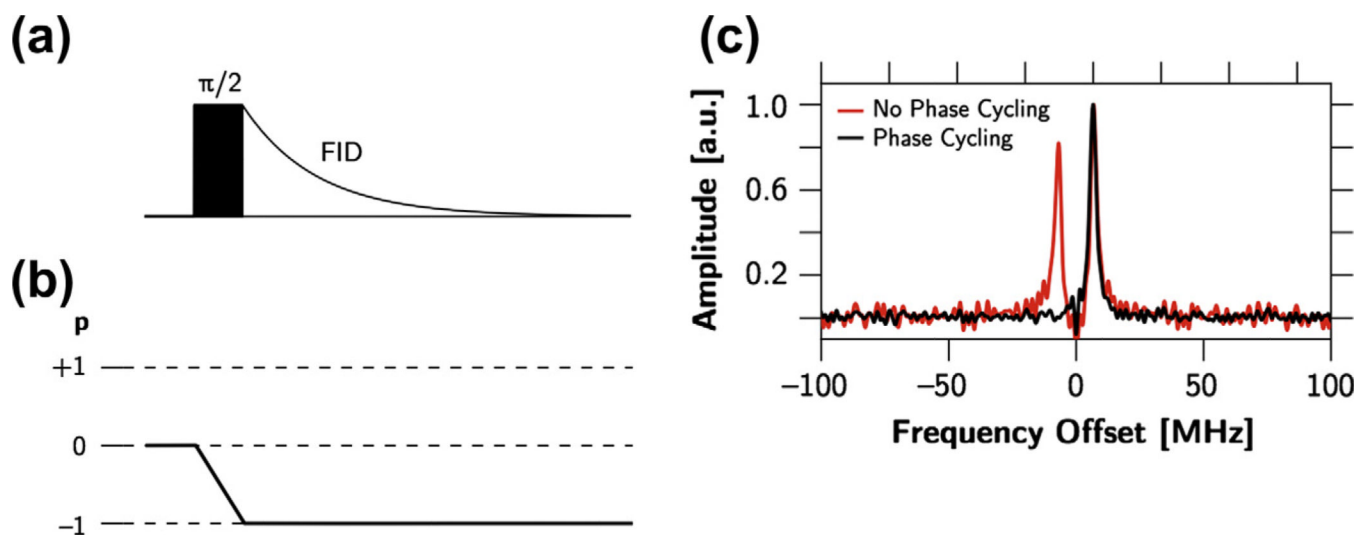 (a)
π/2
FID
(b)
p
+1
0
−1
(c)
No Phase Cycling
Phase Cycling
Amplitude [a.u.]
1.0
0.6
0.2
−100
−50
0
50
100
Frequency Offset [MHz]